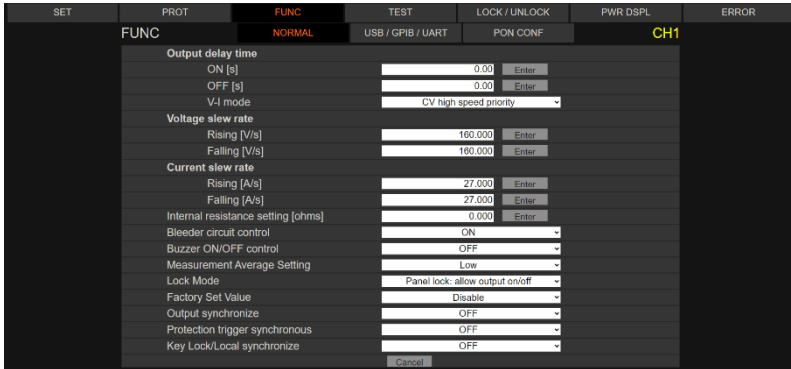 SET PROT FUNC TEST LOCK / UNLOCK PWR DSPL ERROR
FUNC NORMAL USB / GPIB / UART PON CONF CH1
Output delay time
ON [s] 0.00 Enter
OFF [s] 0.00 Enter
V-I mode CV high speed priority
Voltage slew rate
Rising [V/s] 160.000 Enter
Falling [V/s] 160.000 Enter
Current slew rate
Rising [A/s] 27.000 Enter
Falling [A/s] 27.000 Enter
Internal resistance setting [ohms] 0.000 Enter
Bleeder circuit control ON
Buzzer ON/OFF control OFF
Measurement Average Setting Low
Lock Mode Panel lock: allow output on/off
Factory Set Value Disable
Output synchronize OFF
Protection trigger synchronous OFF
Key Lock/Local synchronize OFF
Cancel